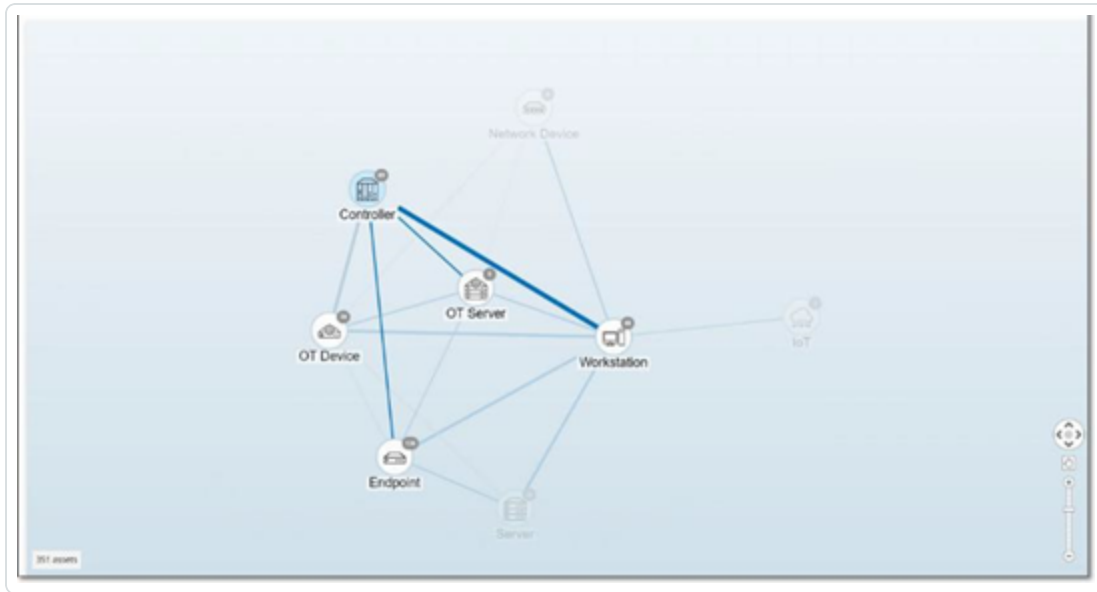 Network Device
Controller
OT Server
IoT
OT Device
Workstation
Endpoint
Server
351 assets